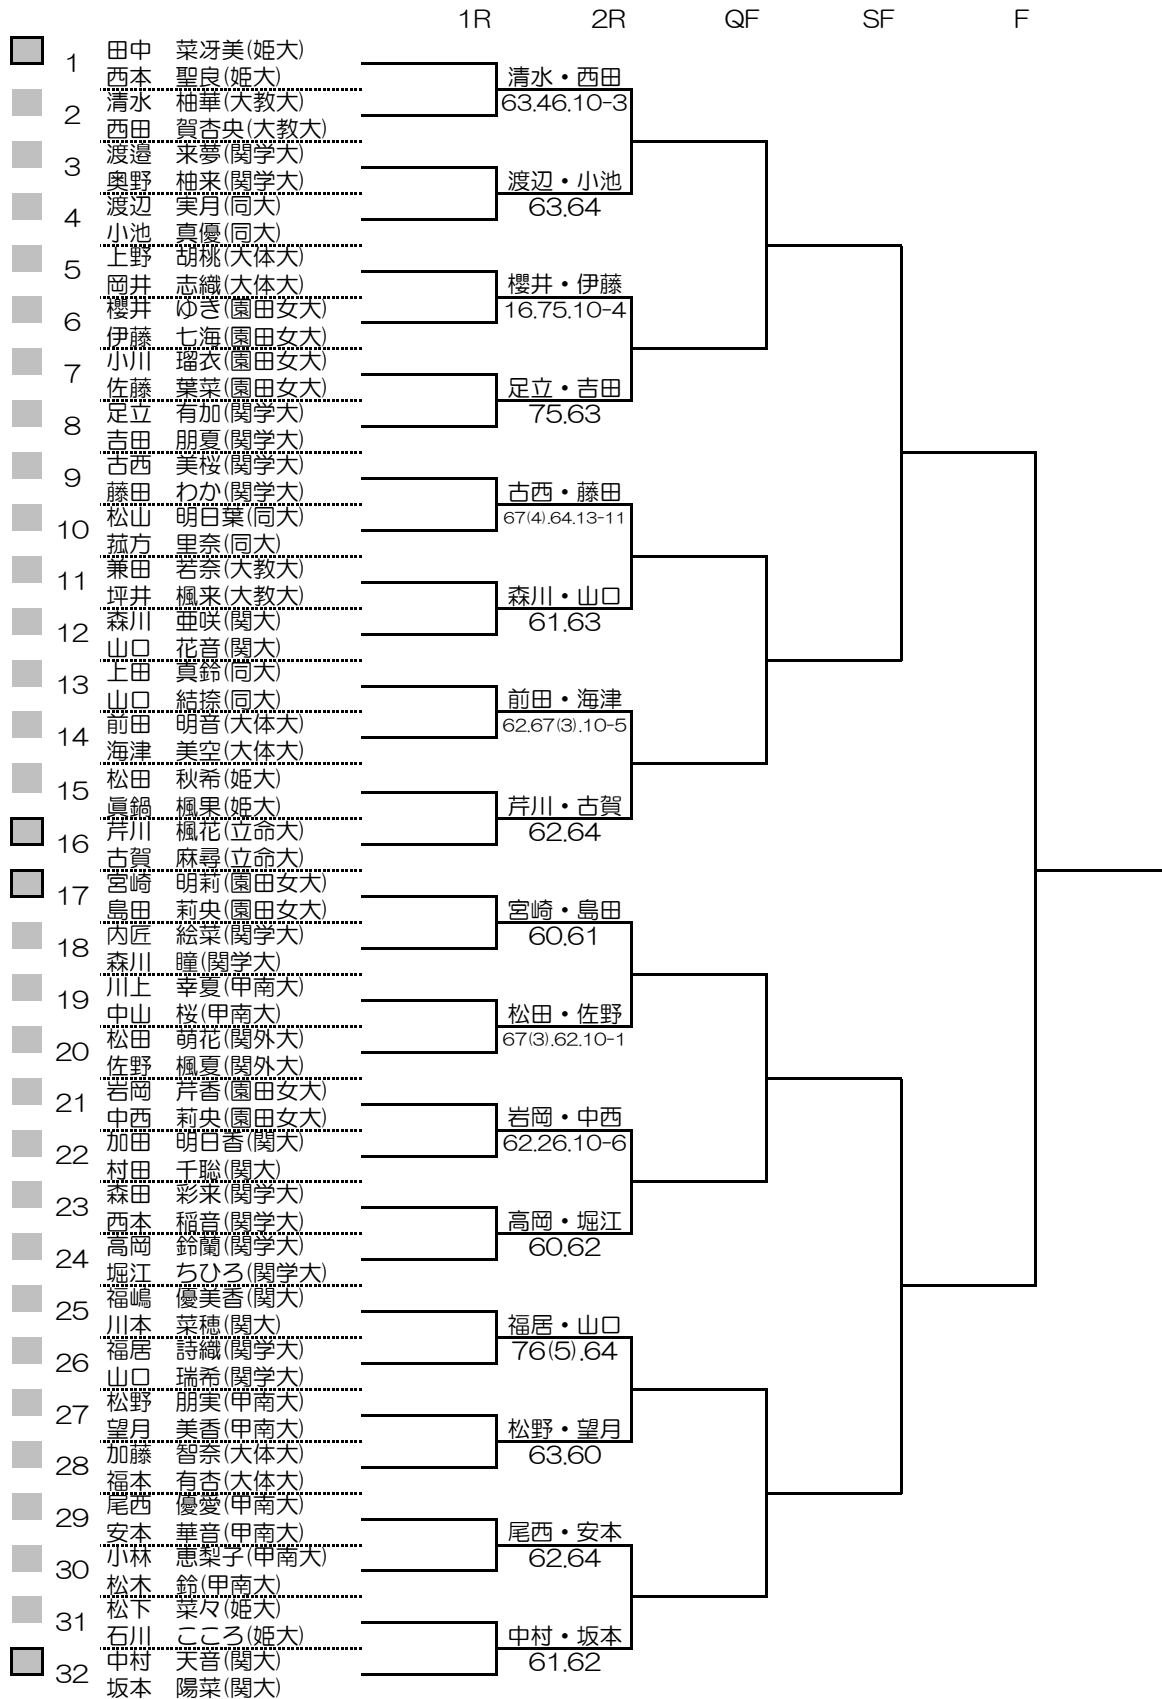 1R 2R QF SF F
1 田中 菜冴美(姫大)
西本 聖良(姫大)
清水・西田
63.46.10-3
2 清水 柚華(大教大)
西田 賀杏央(大教大)
3 渡邉 来夢(関学大)
奥野 柚来(関学大)
渡辺・小池
63.64
4 渡辺 実月(同大)
小池 真優(同大)
5 上野 胡桃(大体大)
岡井 志織(大体大)
櫻井・伊藤
16.75.10-4
6 櫻井 ゆき(園田女大)
伊藤 七海(園田女大)
7 小川 瑠衣(園田女大)
佐藤 葉菜(園田女大)
足立・吉田
75.63
8 足立 有加(関学大)
吉田 朋夏(関学大)
9 古西 美桜(関学大)
藤田 わか(関学大)
古西・藤田
67(4).64.13-11
10 松山 明日葉(同大)
菰方 里奈(同大)
11 兼田 若奈(大教大)
坪井 楓来(大教大)
森川・山口
61.63
12 森川 亜咲(関大)
山口 花音(関大)
13 上田 真鈴(同大)
山口 結捺(同大)
前田・海津
62.67(3).10-5
14 前田 明音(大体大)
海津 美空(大体大)
15 松田 秋希(姫大)
眞鍋 楓果(姫大)
芹川・古賀
62.64
16 芹川 楓花(立命大)
古賀 麻尋(立命大)
17 宮崎 明莉(園田女大)
島田 莉央(園田女大)
宮崎・島田
60.61
18 内匠 絵菜(関学大)
森川 瞳(関学大)
19 川上 幸夏(甲南大)
中山 桜(甲南大)
松田・佐野
67(3).62.10-1
20 松田 萌花(関外大)
佐野 楓夏(関外大)
21 岩岡 芹香(園田女大)
中西 莉央(園田女大)
岩岡・中西
62.26.10-6
22 加田 明日香(関大)
村田 千聡(関大)
23 森田 彩来(関学大)
西本 稲音(関学大)
高岡・堀江
60.62
24 高岡 鈴蘭(関学大)
堀江 ちひろ(関学大)
25 福嶋 優美香(関大)
川本 菜穂(関大)
福居・山口
76(5).64
26 福居 詩織(関学大)
山口 瑞希(関学大)
27 松野 朋実(甲南大)
望月 美香(甲南大)
松野・望月
63.60
28 加藤 智奈(大体大)
福本 有杏(大体大)
29 尾西 優愛(甲南大)
安本 華音(甲南大)
尾西・安本
62.64
30 小林 恵梨子(甲南大)
松木 鈴(甲南大)
31 松下 菜々(姫大)
石川 こころ(姫大)
中村・坂本
61.62
32 中村 天音(関大)
坂本 陽菜(関大)